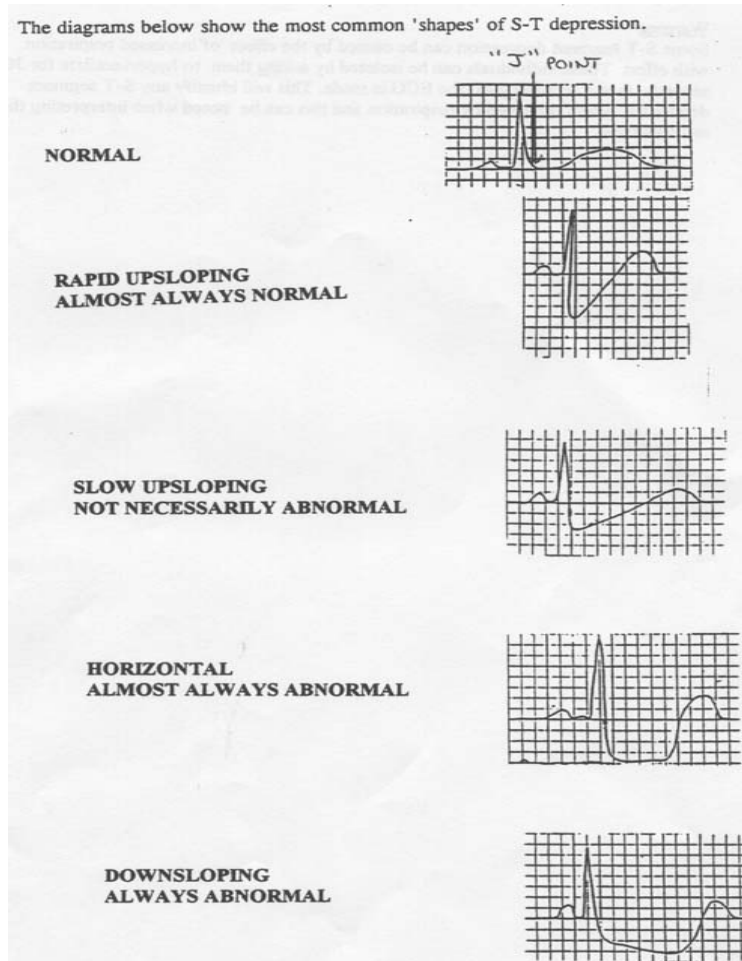 The diagrams below show the most common 'shapes' of S-T depression.
"J" POINT
NORMAL
RAPID UPSLOPING
ALMOST ALWAYS NORMAL
SLOW UPSLOPING
NOT NECESSARILY ABNORMAL
HORIZONTAL
ALMOST ALWAYS ABNORMAL
DOWNSLOPING
ALWAYS ABNORMAL